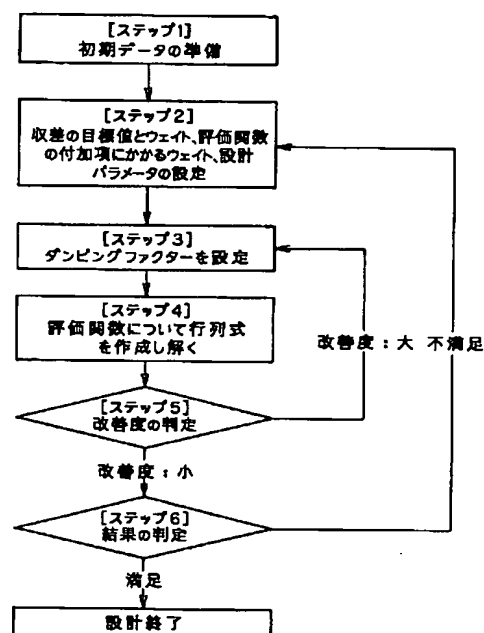 [ステップ1]
初期データの準備
[ステップ2]
収差の目標値とウェイト、評価関数
の付加項にかかるウェイト、設計
パラメータの設定
[ステップ3]
ダンピングファクターを設定
[ステップ4]
評価関数について行列式
を作成し解く
改善度：大 不満足
[ステップ5]
改善度の判定
改善度：小
[ステップ6]
結果の判定
満足
設計終了